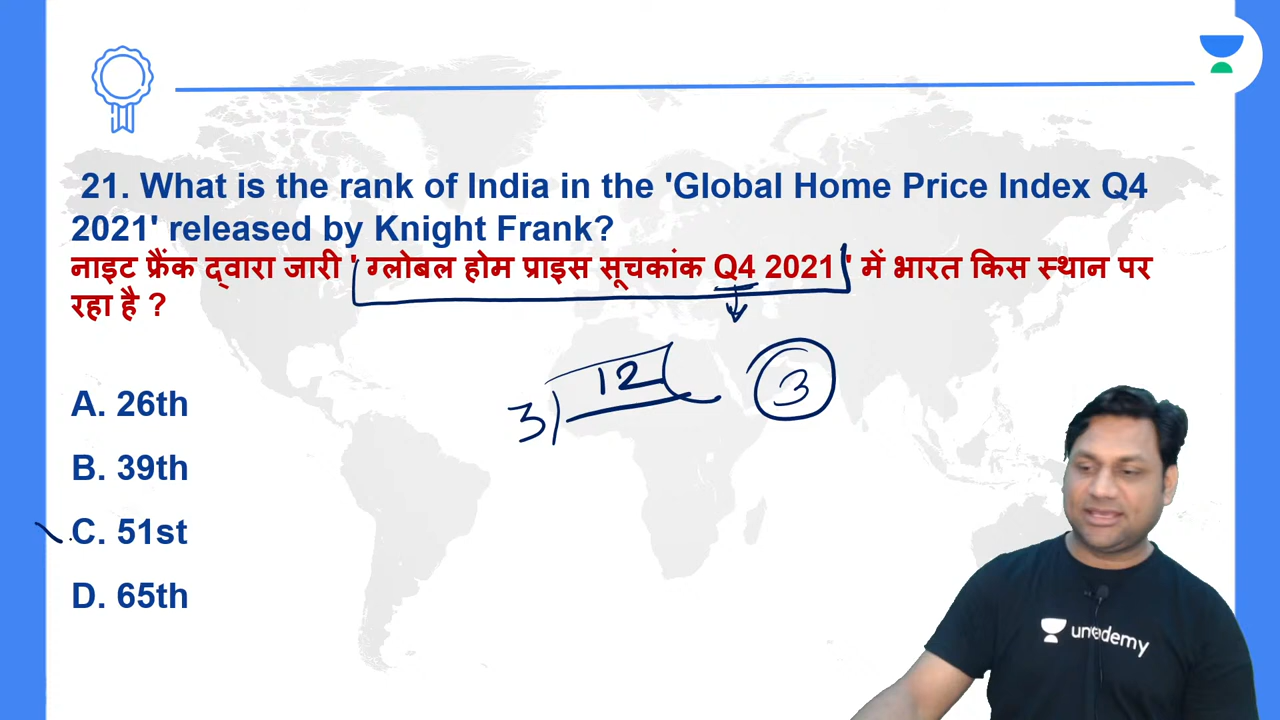 21. What is the rank of India in the 'Global Home Price Index Q4
2021' released by Knight Frank?
नाइट फ्रैंक द्वारा जारी ' ग्लोबल होम प्राइस सूचकांक Q4 2021 ' में भारत किस स्थान पर
रहा है ?
12
3
3
A. 26th
B. 39th
C. 51st
D. 65th
unacademy